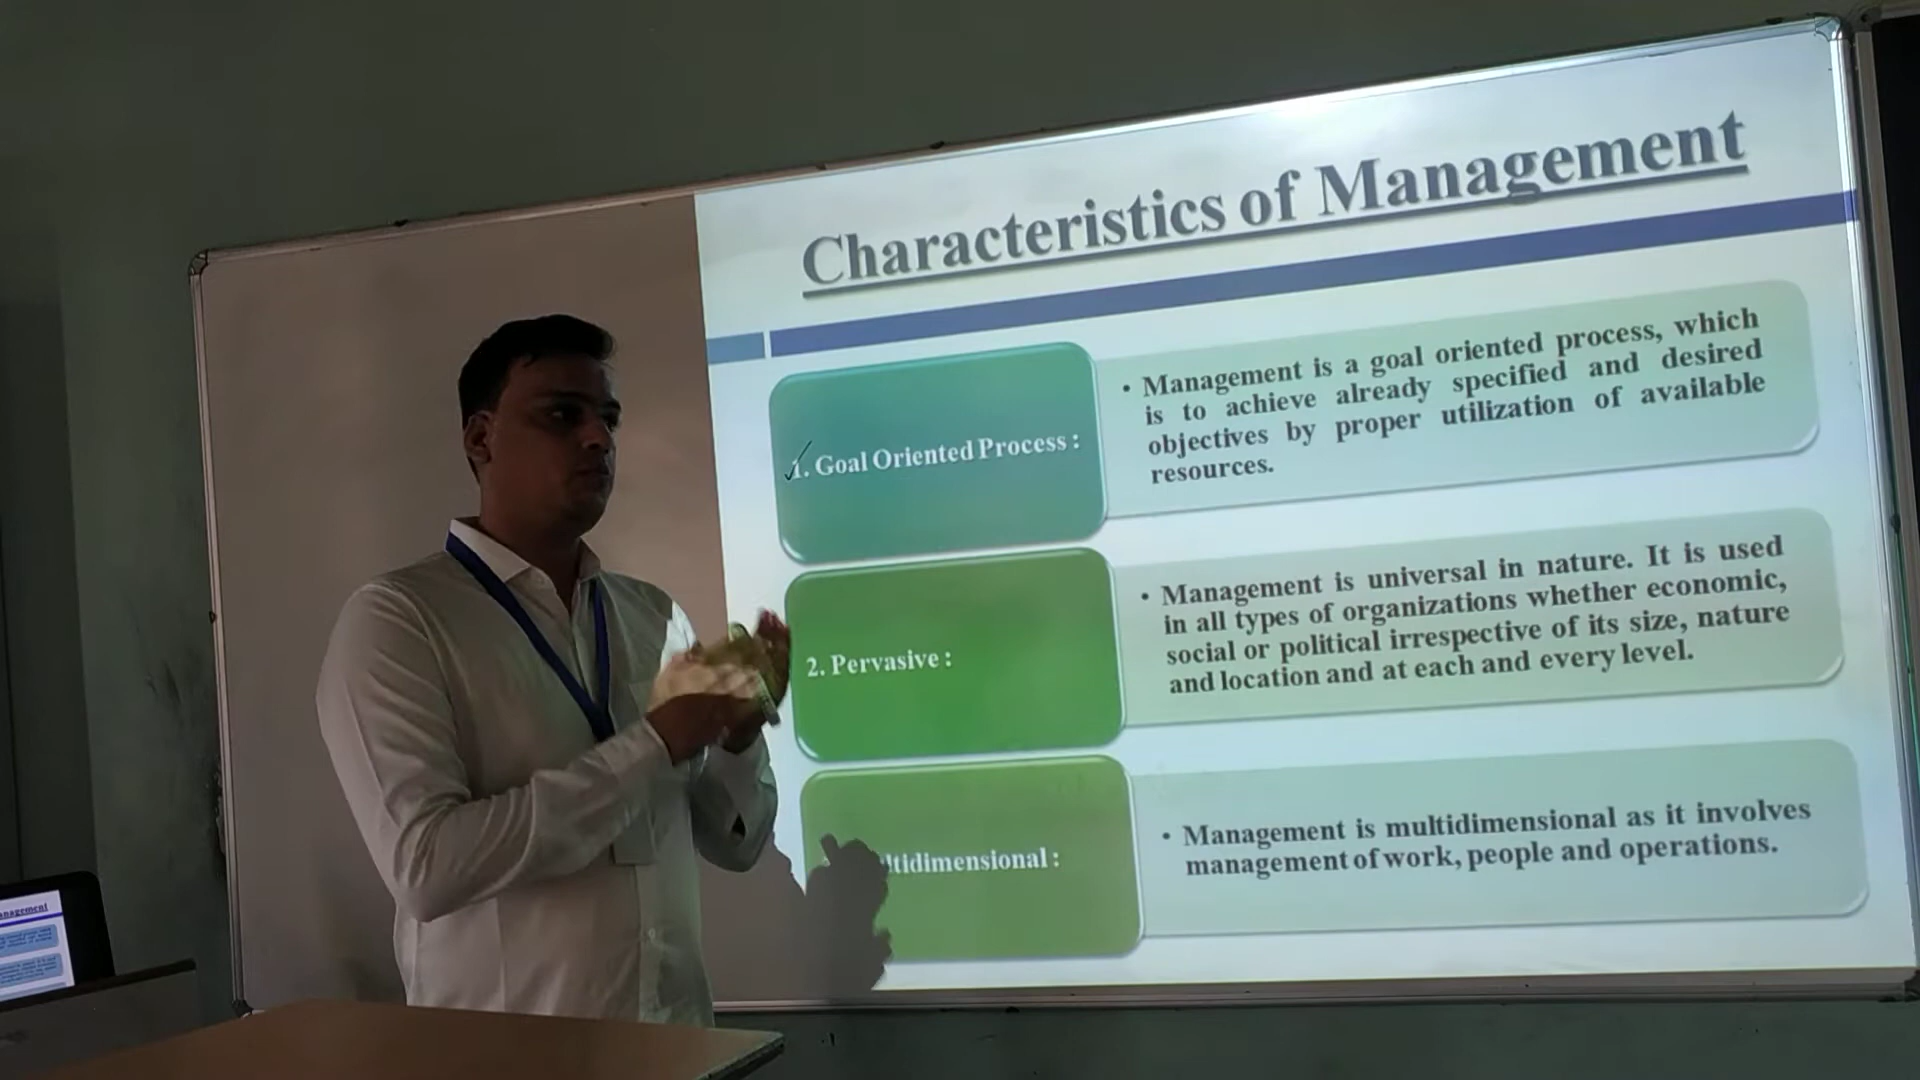 Characteristics of Management
1. Goal Oriented Process :
• Management is a goal oriented process, which
is to achieve already specified and desired
objectives by proper utilization of available
resources.
2. Pervasive :
• Management is universal in nature. It is used
in all types of organizations whether economic,
social or political irrespective of its size, nature
and location and at each and every level.
ltidimensional :
• Management is multidimensional as it involves
management of work, people and operations.
anagement